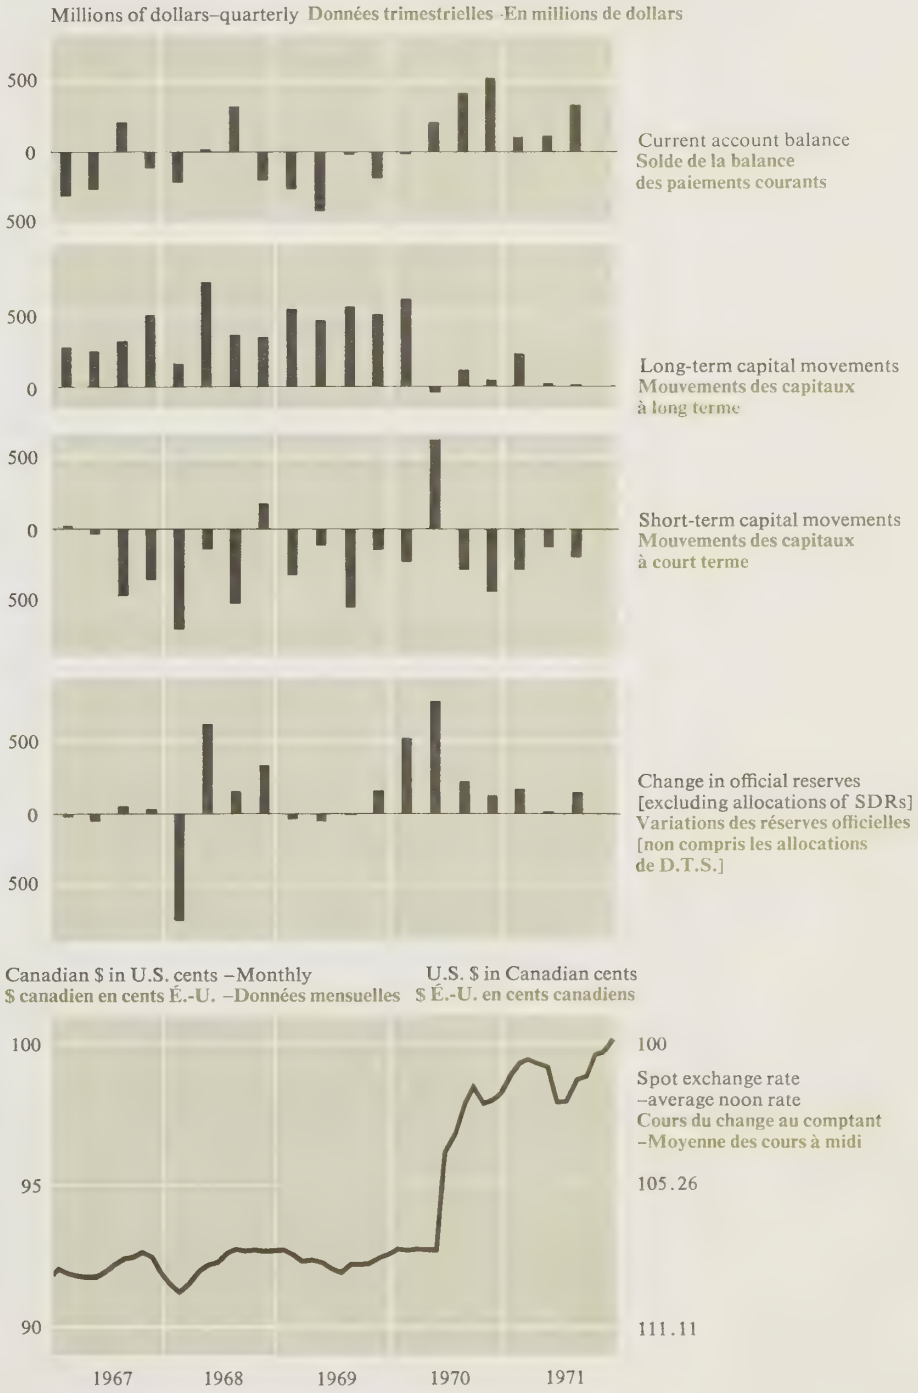 Millions of dollars–quarterly Données trimestrielles -En millions de dollars
500
0
500
Current account balance
Solde de la balance
des paiements courants
500
0
Long-term capital movements
Mouvements des capitaux
à long terme
500
0
500
Short-term capital movements
Mouvements des capitaux
à court terme
500
0
500
Change in official reserves
[excluding allocations of SDRs]
Variations des réserves officielles
[non compris les allocations
de D.T.S.]
Canadian $ in U.S. cents –Monthly
$ canadien en cents É.-U. –Données mensuelles
U.S. $ in Canadian cents
$ É.-U. en cents canadiens
100
95
90
100
Spot exchange rate
–average noon rate
Cours du change au comptant
–Moyenne des cours à midi
105.26
111.11
1967 1968 1969 1970 1971